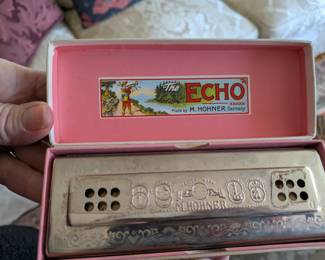 The ECHO
made by M. HOHNER, Germany
M. HOHNER